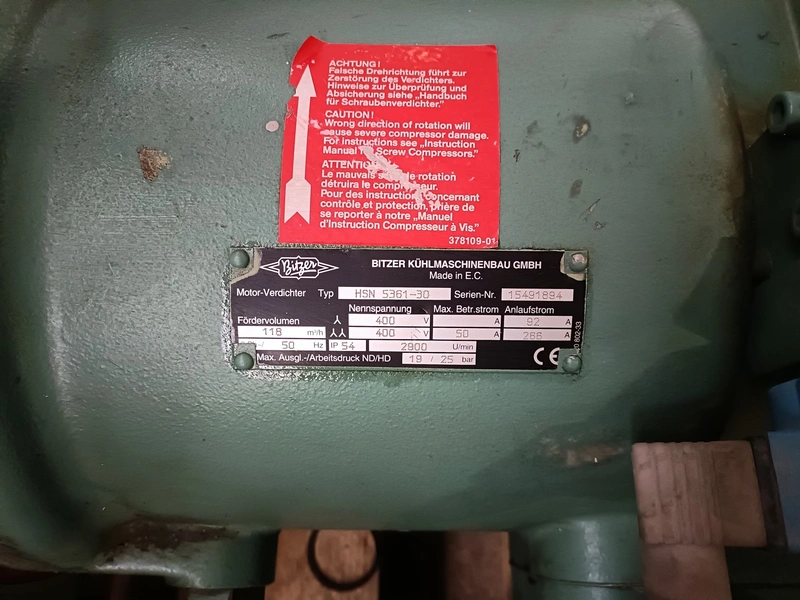 ACHTUNG!
Falsche Drehrichtung führt zur
Zerstörung des Verdichters.
Hinweise zur Überprüfung und
Absicherung siehe „Handbuch
für Schraubenverdichter."
CAUTION!
Wrong direction of rotation will
cause severe compressor damage.
For instructions see „Instruction
Manual for Screw Compressors."
ATTENTION
Le mauvais sens de rotation
détruira le compresseur.
Pour des instructions concernant
contrôle et protection, prière de
se reporter à notre „Manuel
d'Instruction Compresseur à Vis."
378109-01
Bitzer
BITZER KÜHLMASCHINENBAU GMBH
Made in E.C.
Motor-Verdichter Typ HSN 5361-30 Serien-Nr. 15491894
Nennspannung Max. Betr.strom Anlaufstrom
Fördervolumen 400 V A 92 A
118 m³/h 400 V 50 A 266 A
50 Hz IP 54 2900 U/min
Max. Ausgl.-/Arbeitsdruck ND/HD 19 / 25 bar
CE